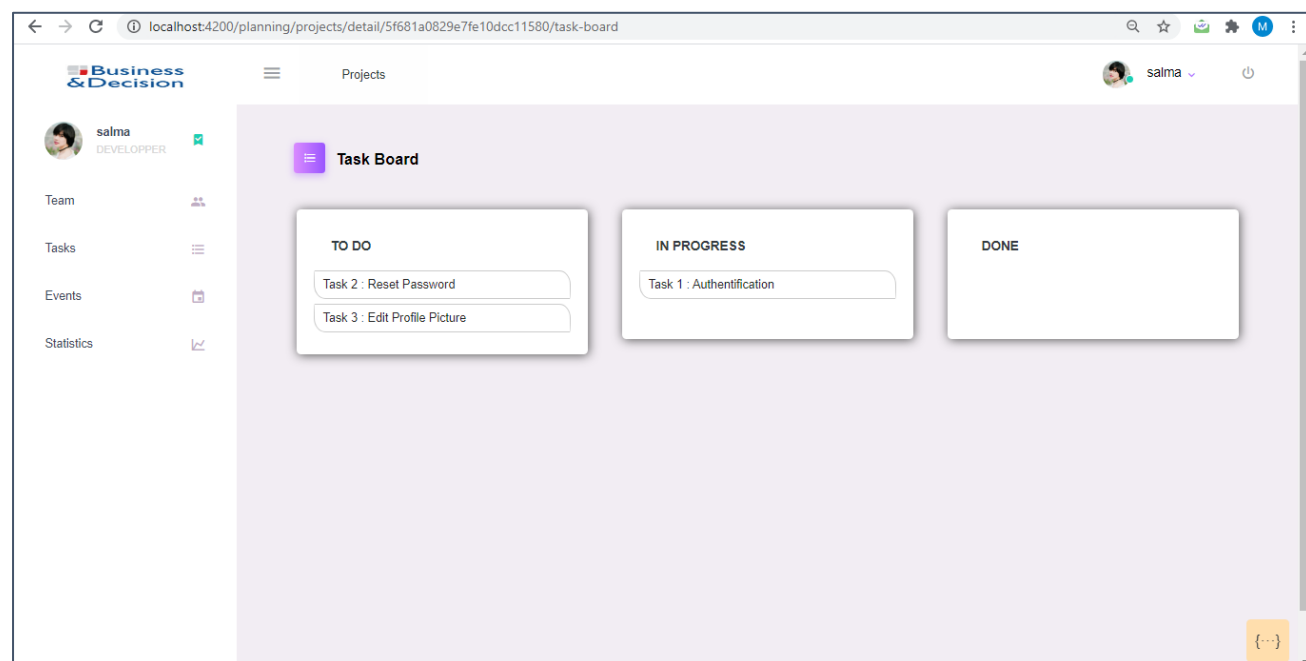 localhost:4200/planning/projects/detail/5f681a0829e7fe10dcc11580/task-board
M
Business
&Decision
Projects
salma
salma
DEVELOPPER
Team
Tasks
Events
Statistics
Task Board
TO DO
Task 2 : Reset Password
Task 3 : Edit Profile Picture
IN PROGRESS
Task 1 : Authentification
DONE
{···}